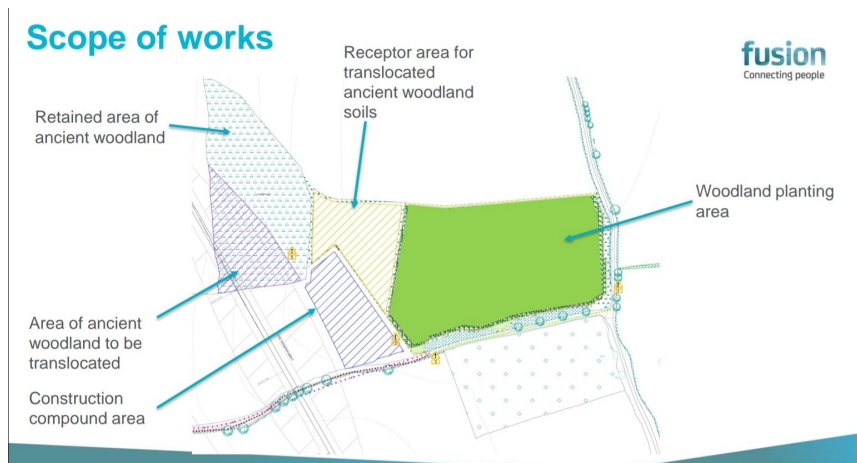 Scope of works
fusion
Connecting people
Receptor area for
translocated
ancient woodland
soils
Retained area of
ancient woodland
Woodland planting
area
Area of ancient
woodland to be
translocated
Construction
compound area